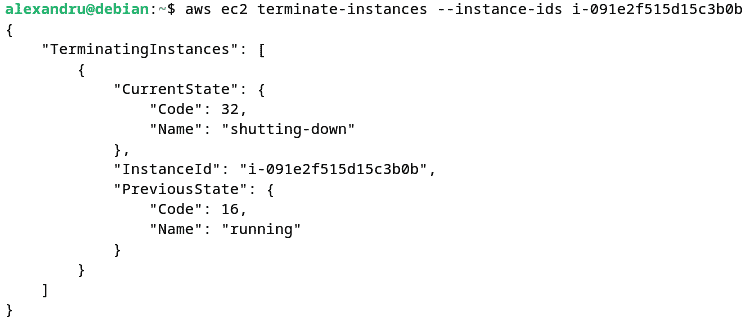 alexandru@debian:~$ aws ec2 terminate-instances --instance-ids i-091e2f515d15c3b0b
{
    "TerminatingInstances": [
        {
            "CurrentState": {
                "Code": 32,
                "Name": "shutting-down"
            },
            "InstanceId": "i-091e2f515d15c3b0b",
            "PreviousState": {
                "Code": 16,
                "Name": "running"
            }
        }
    ]
}